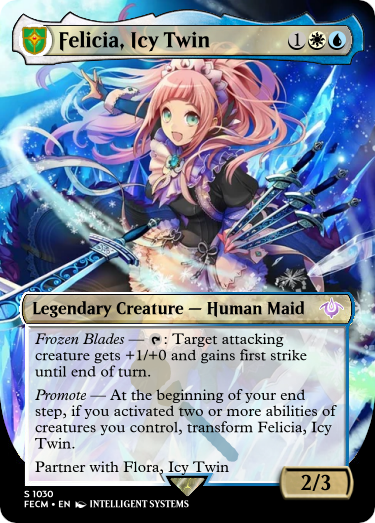 Felicia, Icy Twin 1
Legendary Creature — Human Maid
Frozen Blades — : Target attacking
creature gets +1/+0 and gains first strike
until end of turn.
Promote — At the beginning of your end
step, if you activated two or more abilities of
creatures you control, transform Felicia, Icy
Twin.
Partner with Flora, Icy Twin
2/3
S 1030
FECM • EN INTELLIGENT SYSTEMS